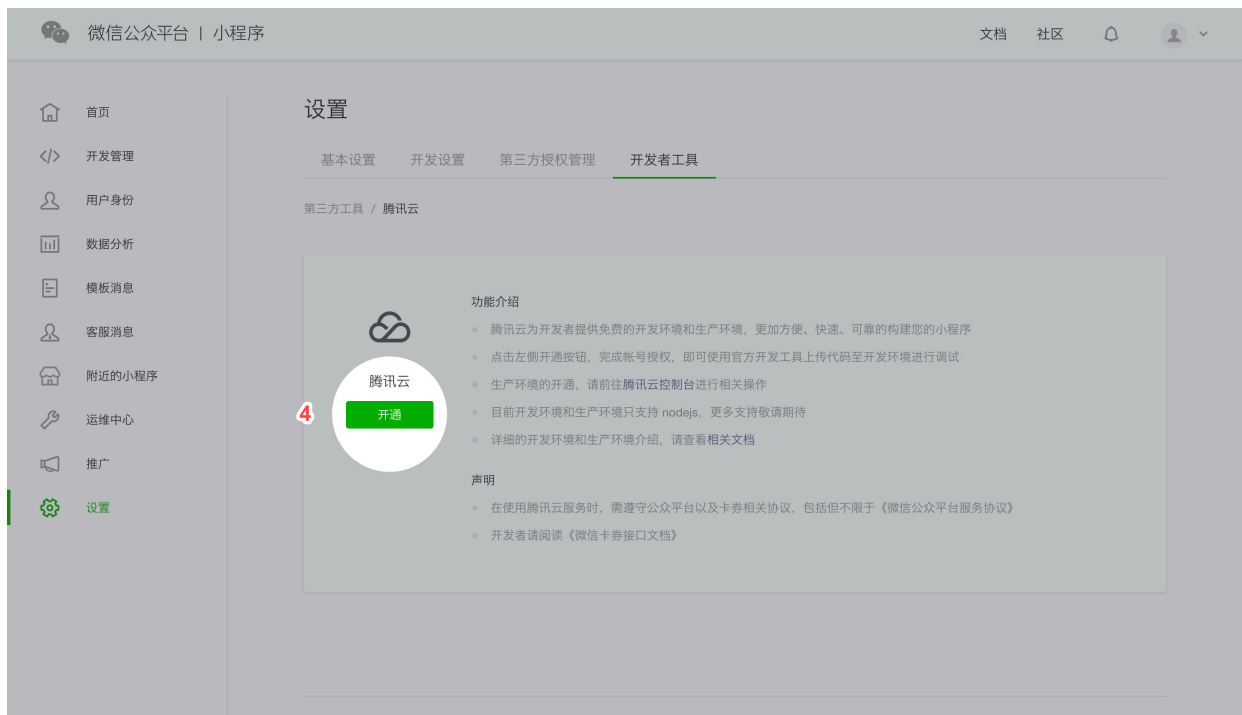 微信公众平台 | 小程序
文档 社区
首页
开发管理
用户身份
数据分析
模板消息
客服消息
附近的小程序
运维中心
推广
设置
设置
基本设置 开发设置 第三方授权管理 开发者工具
第三方工具 / 腾讯云
腾讯云
4 开通
功能介绍
腾讯云为开发者提供免费的开发环境和生产环境，更加方便、快速、可靠的构建您的小程序
点击左侧开通按钮，完成帐号授权，即可使用官方开发工具上传代码至开发环境进行调试
生产环境的开通，请前往腾讯云控制台进行相关操作
目前开发环境和生产环境只支持 nodejs，更多支持敬请期待
详细的开发环境和生产环境介绍，请查看相关文档
声明
在使用腾讯云服务时，需遵守公众平台以及卡券相关协议，包括但不限于《微信公众平台服务协议》
开发者请阅读《微信卡券接口文档》